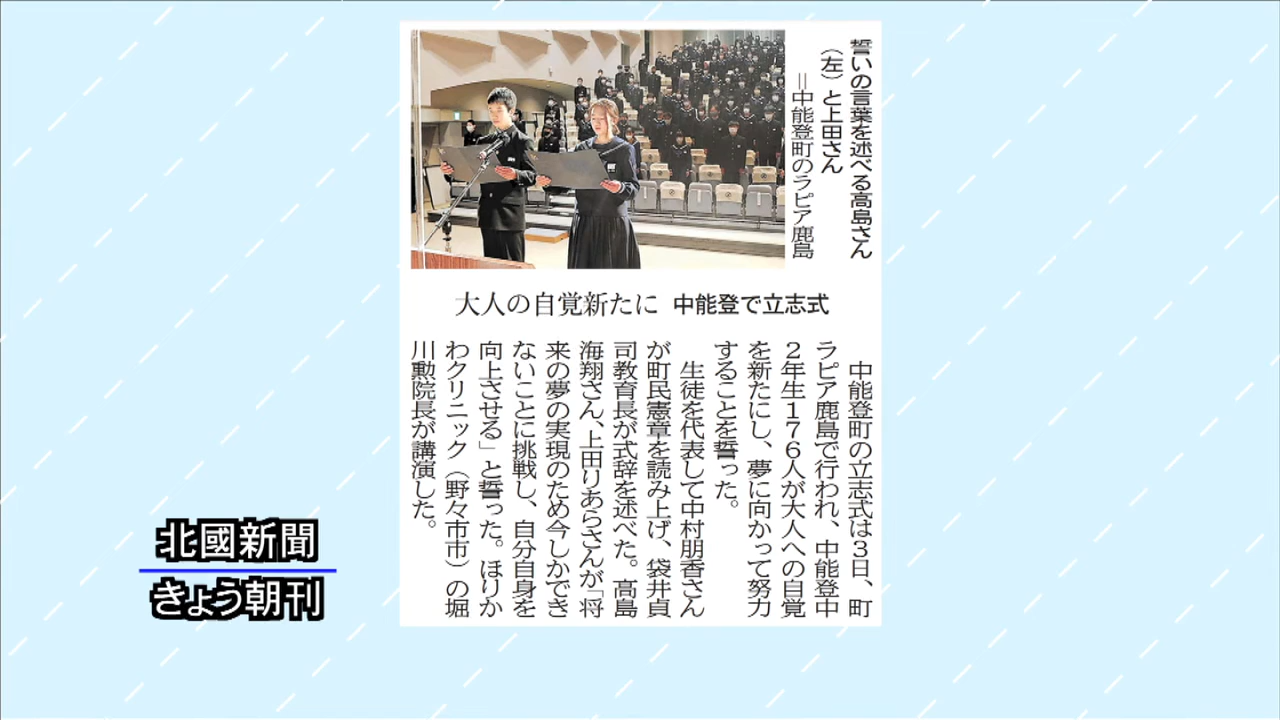 誓いの言葉を述べる高島さん
（左）と上田さん
＝中能登町のラピア鹿島
大人の自覚新たに 中能登で立志式
中能登町の立志式は３日、町
ラピア鹿島で行われ、中能登中
２年生１７６人が大人への自覚
を新たにし、夢に向かって努力
することを誓った。
生徒を代表して中村朋香さん
が町民憲章を読み上げ、袋井貞
司教育長が式辞を述べた。高島
海翔さん、上田りあらさんが「将
来の夢の実現のため今しかでき
ないことに挑戦し、自分自身を
向上させる」と誓った。ほりか
わクリニック（野々市市）の堀
川勲院長が講演した。
北國新聞
きょう朝刊